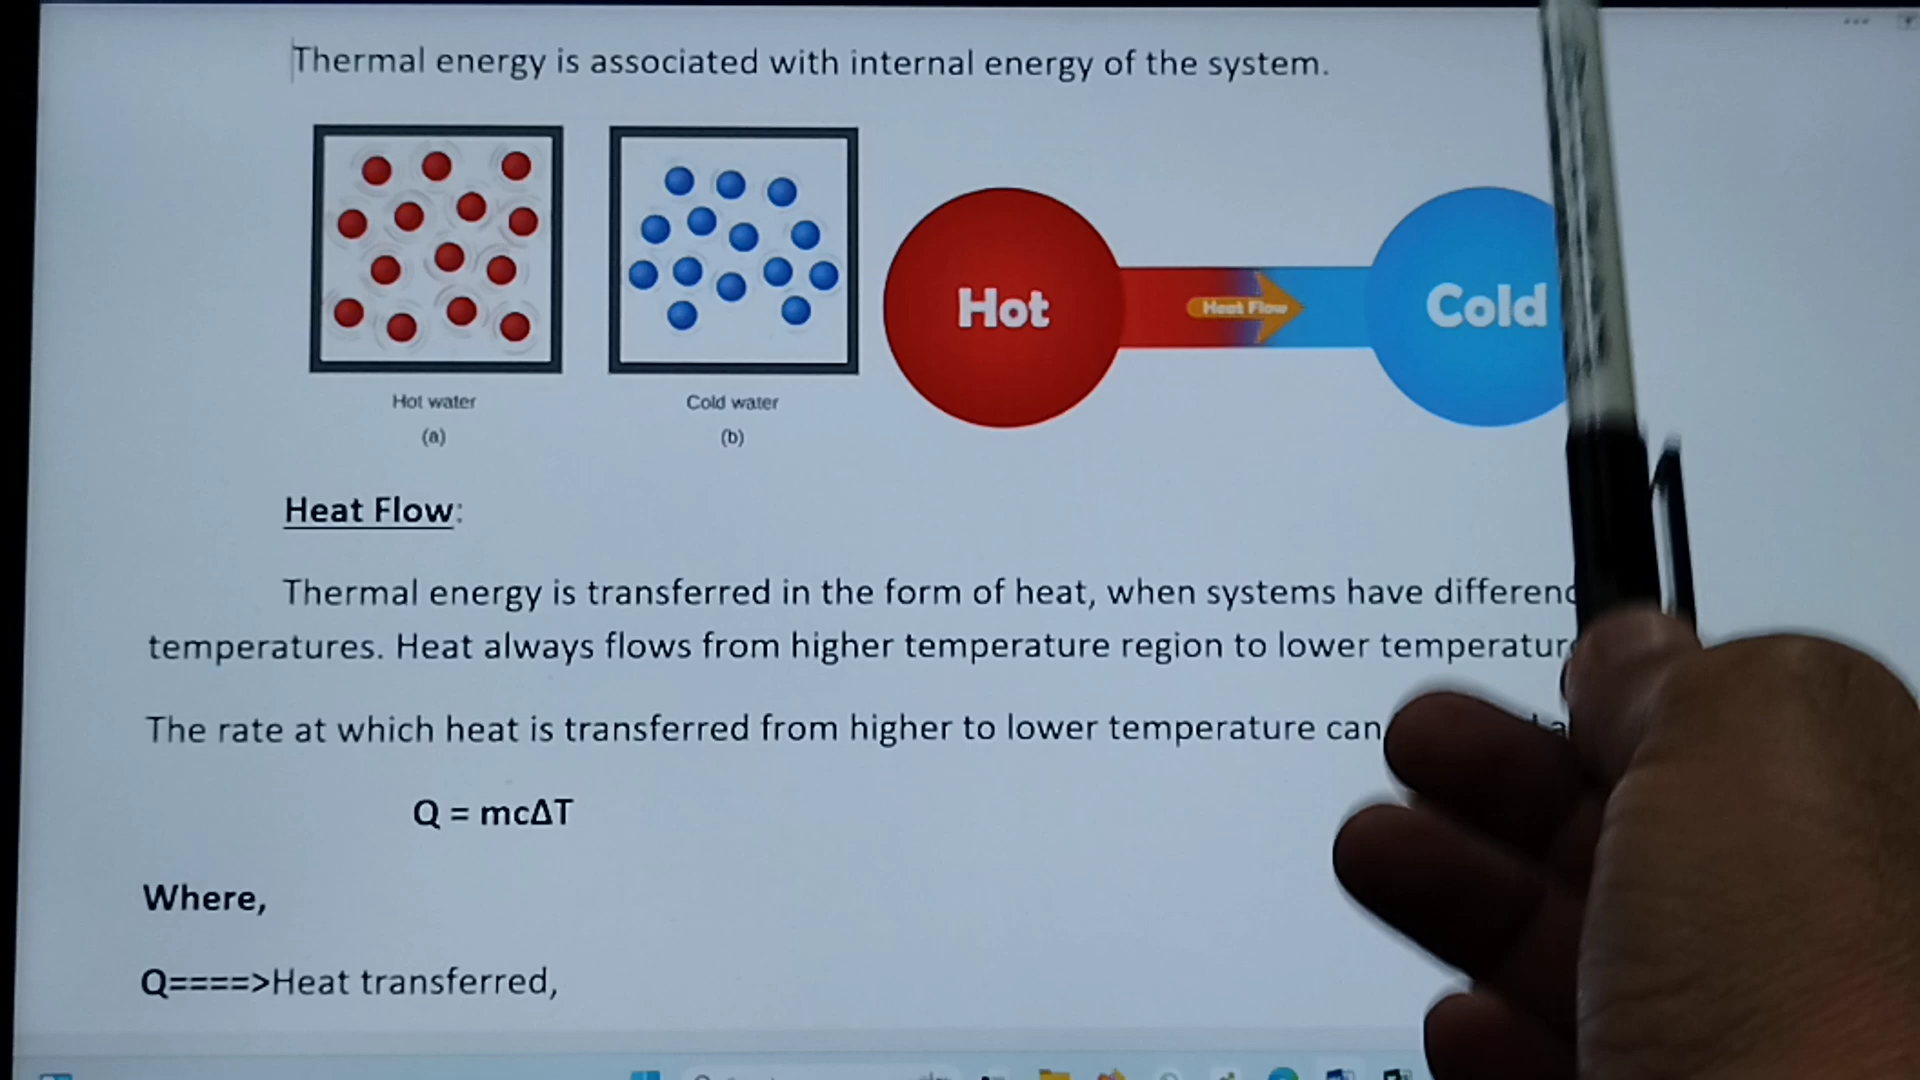 Thermal energy is associated with internal energy of the system.
Hot
Heat Flow
Cold
Hot water
Cold water
(a)
(b)
Heat Flow:
Thermal energy is transferred in the form of heat, when systems have
temperatures. Heat always flows from higher temperature region to lower
The rate at which heat is transferred from higher to lower temperature can
Q = mcΔT
Where,
Q====>Heat transferred,